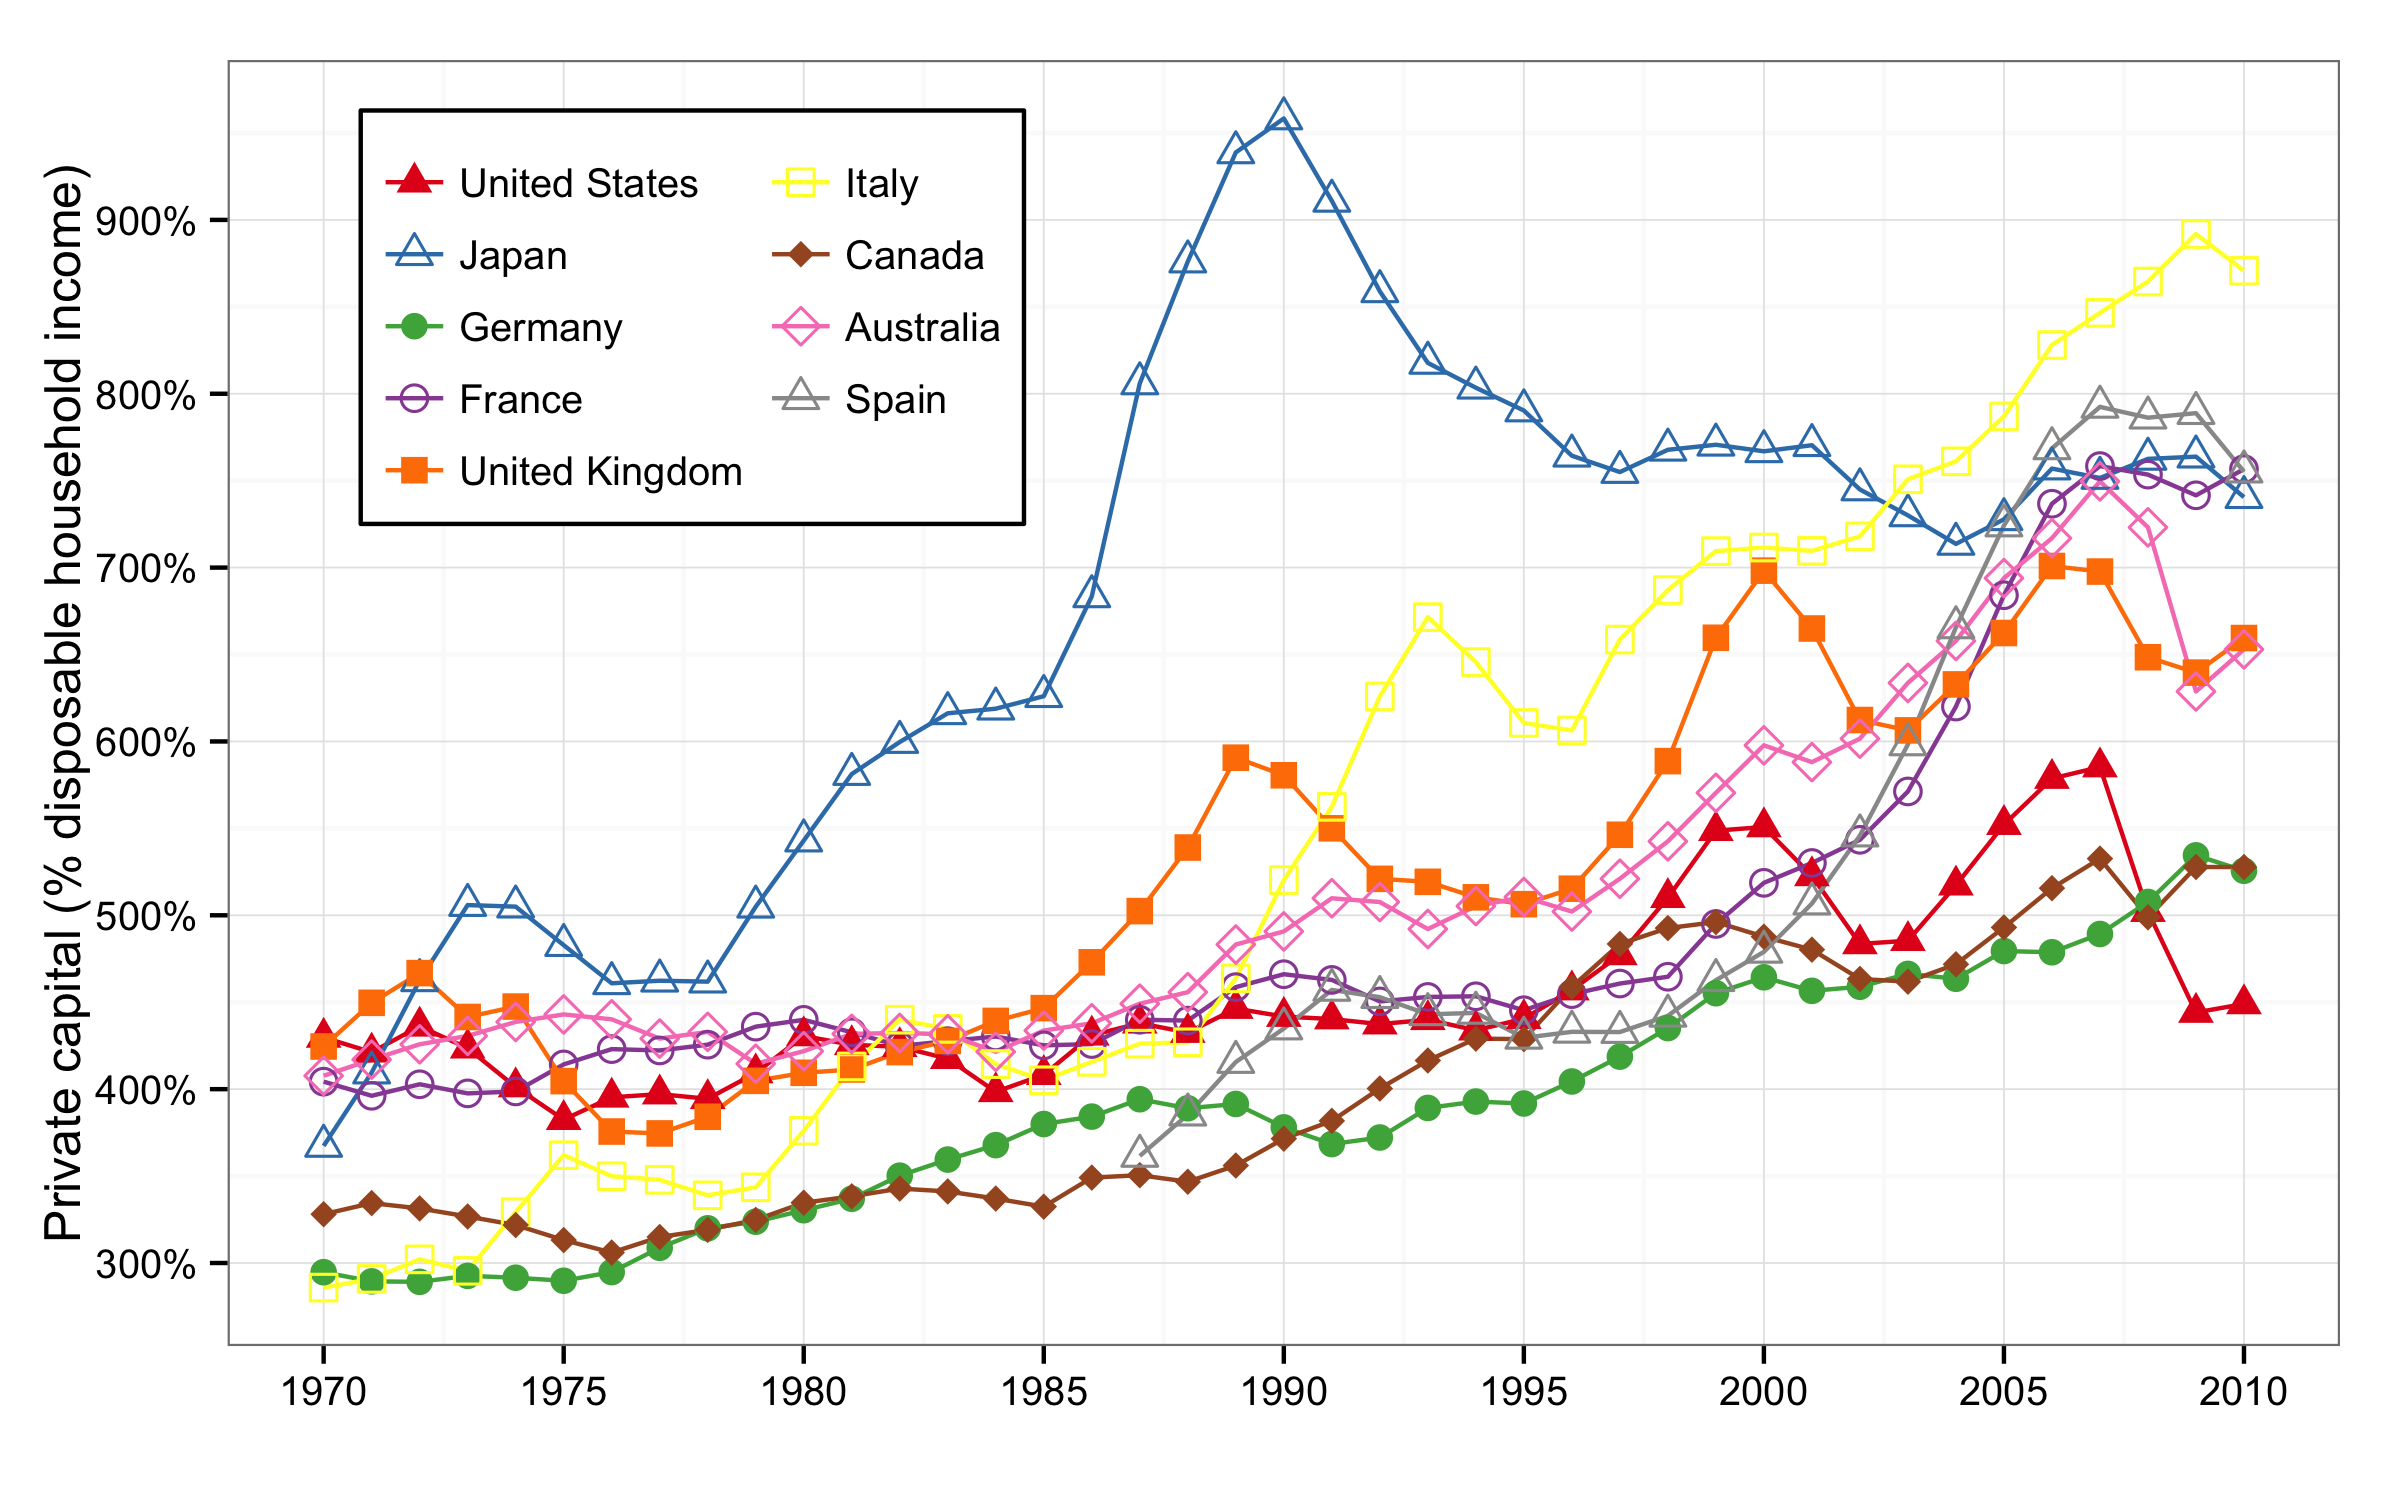 Private capital (% disposable household income)
900%
800%
700%
600%
500%
400%
300%
United States
Japan
Germany
France
United Kingdom
Italy
Canada
Australia
Spain
1970 1975 1980 1985 1990 1995 2000 2005 2010